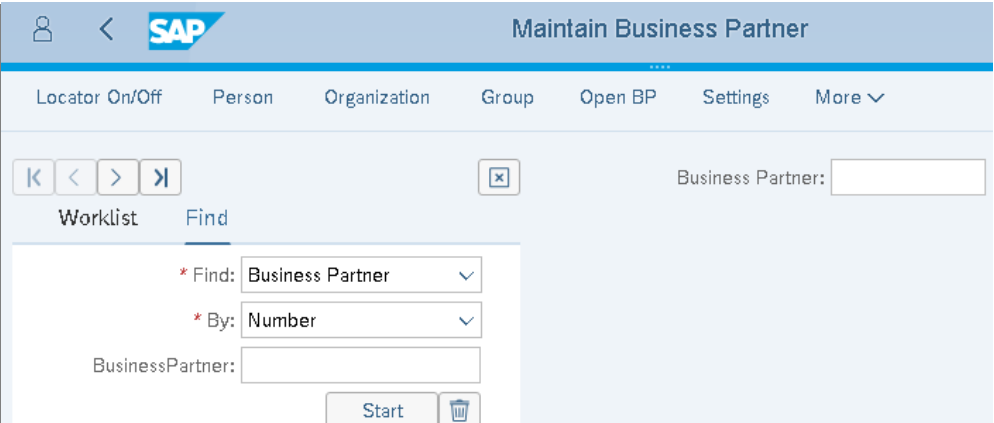 SAP Maintain Business Partner
Locator On/Off Person Organization Group Open BP Settings More
Business Partner:
Worklist Find
* Find: Business Partner
* By: Number
BusinessPartner:
Start